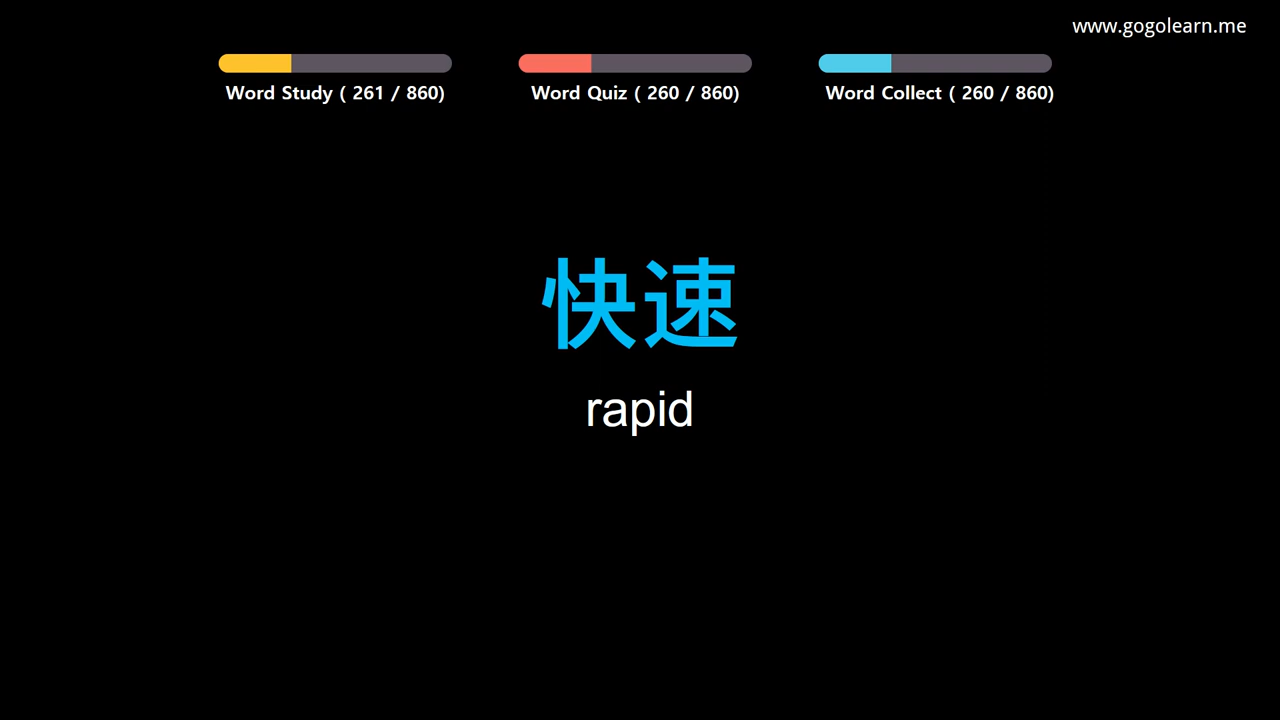 www.gogolearn.me
Word Study ( 261 / 860)
Word Quiz ( 260 / 860)
Word Collect ( 260 / 860)
快速
rapid